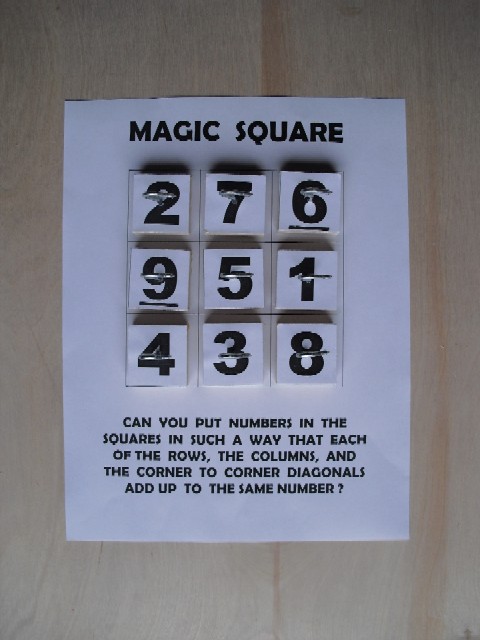 MAGIC SQUARE
2 7 6
9 5 1
4 3 8
CAN YOU PUT NUMBERS IN THE
SQUARES IN SUCH A WAY THAT EACH
OF THE ROWS, THE COLUMNS, AND
THE CORNER TO CORNER DIAGONALS
ADD UP TO THE SAME NUMBER?